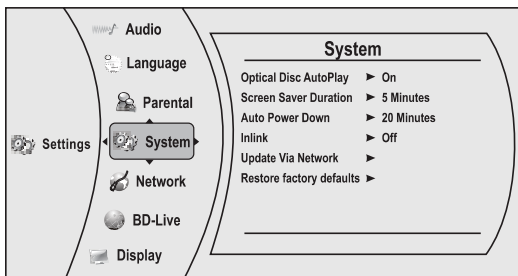 Audio
Language
Parental
Settings
System
Network
BD-Live
Display
System
Optical Disc AutoPlay ► On
Screen Saver Duration ► 5 Minutes
Auto Power Down ► 20 Minutes
Inlink ► Off
Update Via Network ►
Restore factory defaults ►